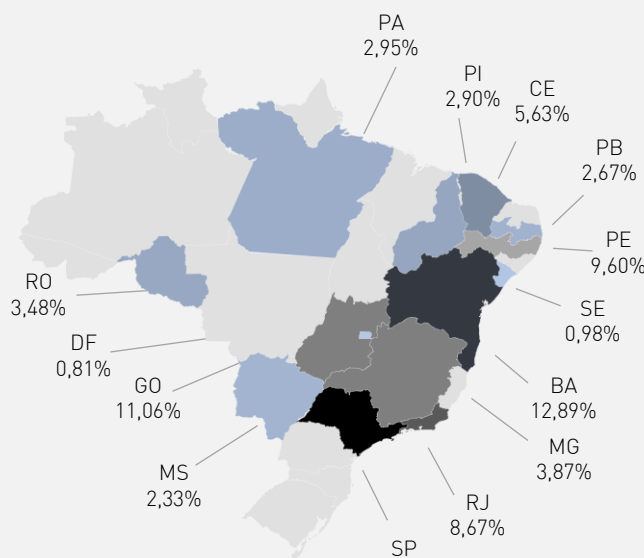 PA
2,95%
PI
2,90%
CE
5,63%
PB
2,67%
PE
9,60%
SE
0,98%
BA
12,89%
MG
3,87%
RJ
8,67%
SP
MS
2,33%
GO
11,06%
DF
0,81%
RO
3,48%